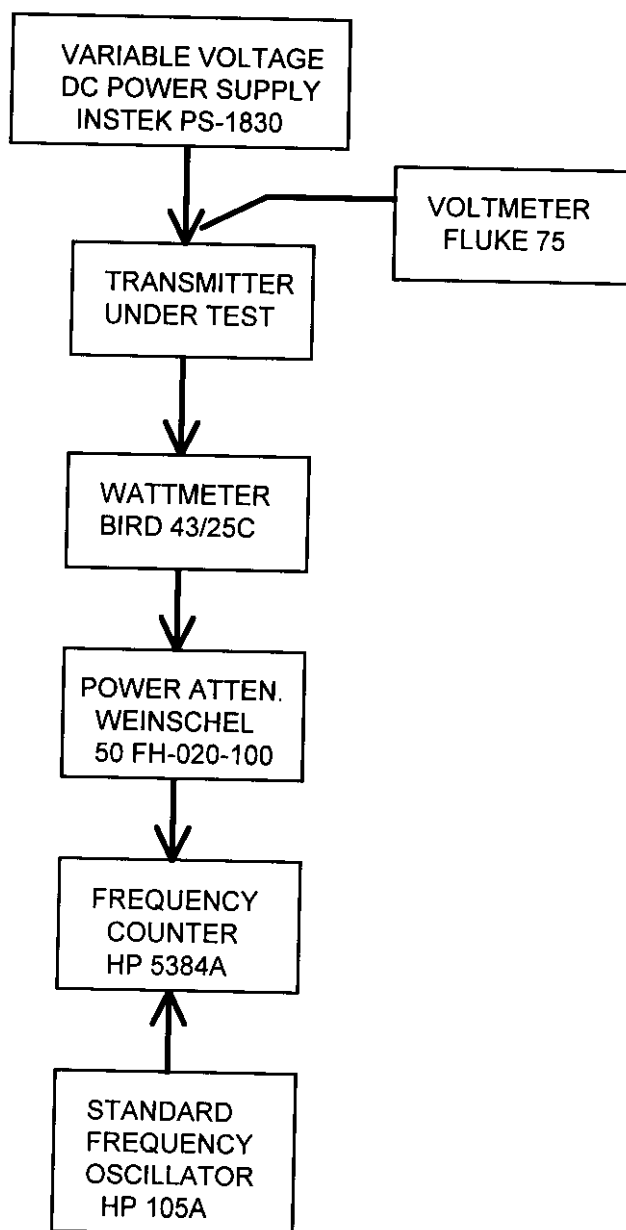 VARIABLE VOLTAGE
DC POWER SUPPLY
INSTEK PS-1830
VOLTMETER
FLUKE 75
TRANSMITTER
UNDER TEST
WATTMETER
BIRD 43/25C
POWER ATTEN.
WEINSCHEL
50 FH-020-100
FREQUENCY
COUNTER
HP 5384A
STANDARD
FREQUENCY
OSCILLATOR
HP 105A